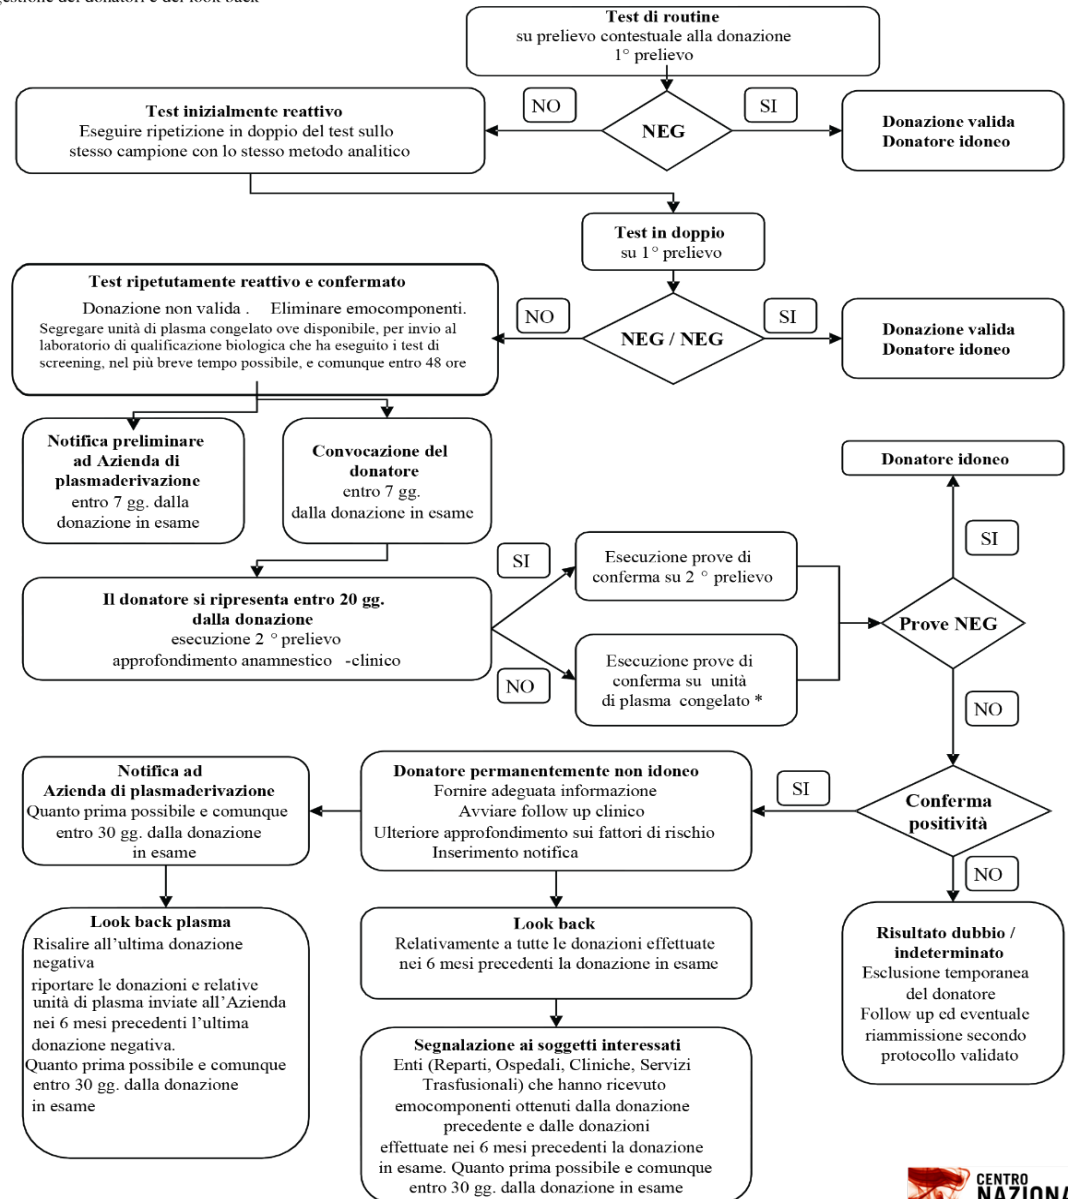 gestione dei donatori e del look back
Test di routine
su prelievo contestuale alla donazione
1° prelievo
NO
SI
NEG
Test inizialmente reattivo
Eseguire ripetizione in doppio del test sullo
stesso campione con lo stesso metodo analitico
Donazione valida
Donatore idoneo
Test in doppio
su 1° prelievo
Test ripetutamente reattivo e confermato
Donazione non valida . Eliminare emocomponenti.
Segregare unità di plasma congelato ove disponibile, per invio al
laboratorio di qualificazione biologica che ha eseguito i test di
screening, nel più breve tempo possibile, e comunque entro 48 ore
NO
SI
NEG / NEG
Donazione valida
Donatore idoneo
Notifica preliminare
ad Azienda di
plasmaderivazione
entro 7 gg. dalla
donazione in esame
Convocazione del
donatore
entro 7 gg.
dalla donazione in esame
Donatore idoneo
SI
SI
Esecuzione prove di
conferma su 2 ° prelievo
Il donatore si ripresenta entro 20 gg.
dalla donazione
esecuzione 2 ° prelievo
approfondimento anamnestico -clinico
Prove NEG
NO
Esecuzione prove di
conferma su unità
di plasma congelato *
NO
Notifica ad
Azienda di plasmaderivazione
Quanto prima possibile e comunque
entro 30 gg. dalla donazione
in esame
Donatore permanentemente non idoneo
Fornire adeguata informazione
Avviare follow up clinico
Ulteriore approfondimento sui fattori di rischio
Inserimento notifica
SI
Conferma
positività
NO
Look back plasma
Risalire all'ultima donazione
negativa
riportare le donazioni e relative
unità di plasma inviate all'Azienda
nei 6 mesi precedenti l'ultima
donazione negativa.
Quanto prima possibile e comunque
entro 30 gg. dalla donazione
in esame
Look back
Relativamente a tutte le donazioni effettuate
nei 6 mesi precedenti la donazione in esame
Risultato dubbio /
indeterminato
Esclusione temporanea
del donatore
Follow up ed eventuale
riammissione secondo
protocollo validato
Segnalazione ai soggetti interessati
Enti (Reparti, Ospedali, Cliniche, Servizi
Trasfusionali) che hanno ricevuto
emocomponenti ottenuti dalla donazione
precedente e dalle donazioni
effettuate nei 6 mesi precedenti la donazione
in esame. Quanto prima possibile e comunque
entro 30 gg. dalla donazione in esame
CENTRO
NAZIONA